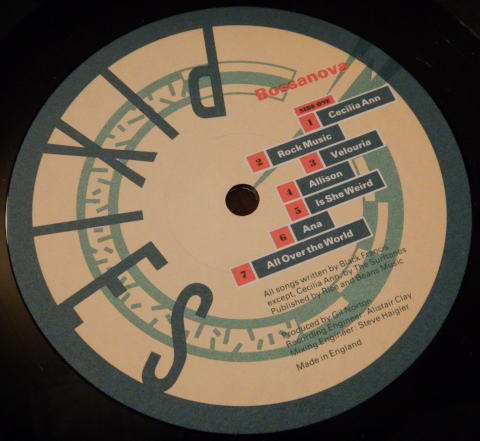 PIXIES
Bossanova
SIDE ONE
1 Cecilia Ann
2 Rock Music
3 Velouria
4 Allison
5 Is She Weird
6 Ana
7 All Over the World
All songs written by Black Francis
except, Cecilia Ann, by The Surftones
Published by Rice and Beans Music
Produced by Gil Norton
Recording Engineer: Alistair Clay
Mixing Engineer: Steve Haigler
Made in England